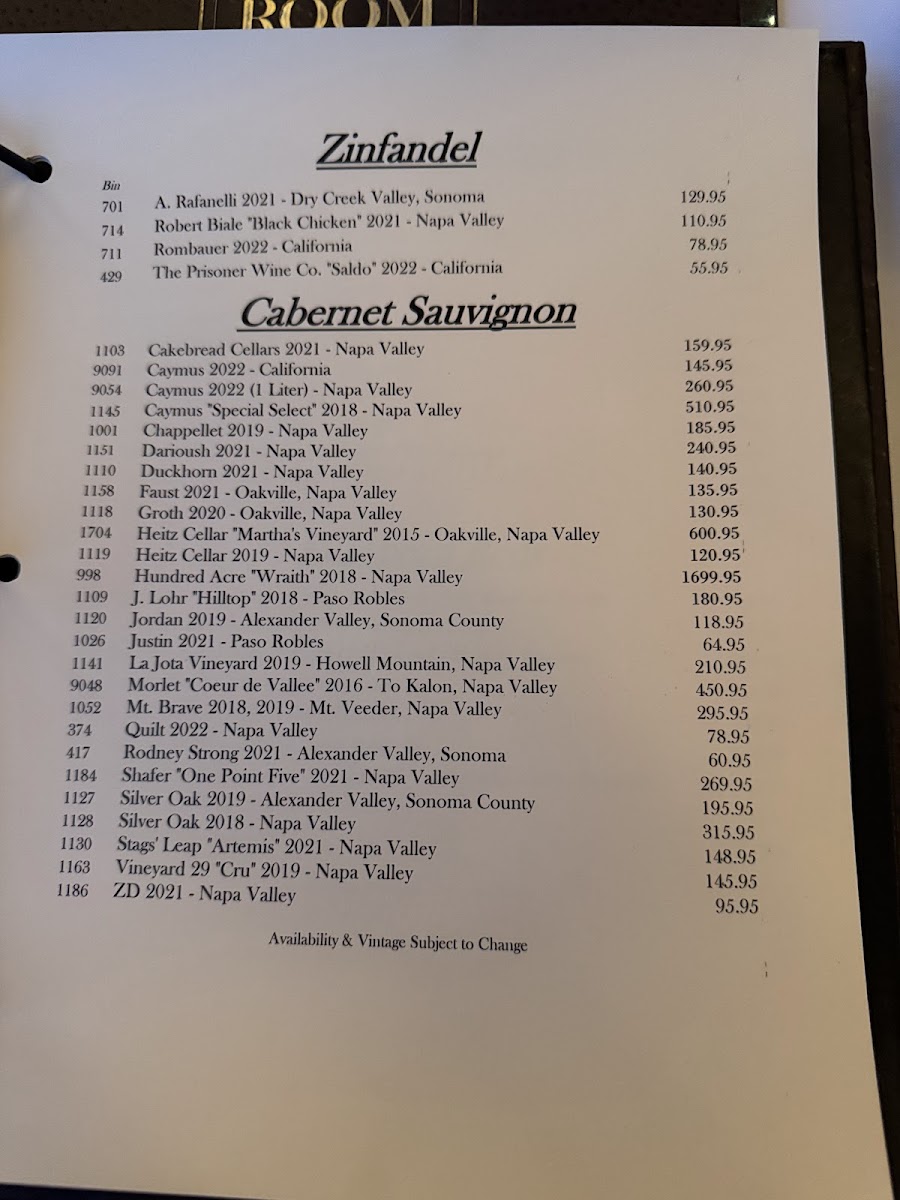 ROOM
Zinfandel
Bin
701 A. Rafanelli 2021 - Dry Creek Valley, Sonoma 129.95
714 Robert Biale "Black Chicken" 2021 - Napa Valley 110.95
711 Rombauer 2022 - California 78.95
429 The Prisoner Wine Co. "Saldo" 2022 - California 55.95
Cabernet Sauvignon
1103 Cakebread Cellars 2021 - Napa Valley 159.95
9091 Caymus 2022 - California 145.95
9054 Caymus 2022 (1 Liter) - Napa Valley 260.95
1145 Caymus "Special Select" 2018 - Napa Valley 510.95
1001 Chappellet 2019 - Napa Valley 185.95
1151 Darioush 2021 - Napa Valley 240.95
1110 Duckhorn 2021 - Napa Valley 140.95
1158 Faust 2021 - Oakville, Napa Valley 135.95
1118 Groth 2020 - Oakville, Napa Valley 130.95
1704 Heitz Cellar "Martha's Vineyard" 2015 - Oakville, Napa Valley 600.95
1119 Heitz Cellar 2019 - Napa Valley 120.95
998 Hundred Acre "Wraith" 2018 - Napa Valley 1699.95
1109 J. Lohr "Hilltop" 2018 - Paso Robles 180.95
1120 Jordan 2019 - Alexander Valley, Sonoma County 118.95
1026 Justin 2021 - Paso Robles 64.95
1141 La Jota Vineyard 2019 - Howell Mountain, Napa Valley 210.95
9048 Morlet "Coeur de Vallee" 2016 - To Kalon, Napa Valley 450.95
1052 Mt. Brave 2018, 2019 - Mt. Veeder, Napa Valley 295.95
374 Quilt 2022 - Napa Valley 78.95
417 Rodney Strong 2021 - Alexander Valley, Sonoma 60.95
1184 Shafer "One Point Five" 2021 - Napa Valley 269.95
1127 Silver Oak 2019 - Alexander Valley, Sonoma County 195.95
1128 Silver Oak 2018 - Napa Valley 315.95
1130 Stags' Leap "Artemis" 2021 - Napa Valley 148.95
1163 Vineyard 29 "Cru" 2019 - Napa Valley 145.95
1186 ZD 2021 - Napa Valley 95.95
Availability & Vintage Subject to Change